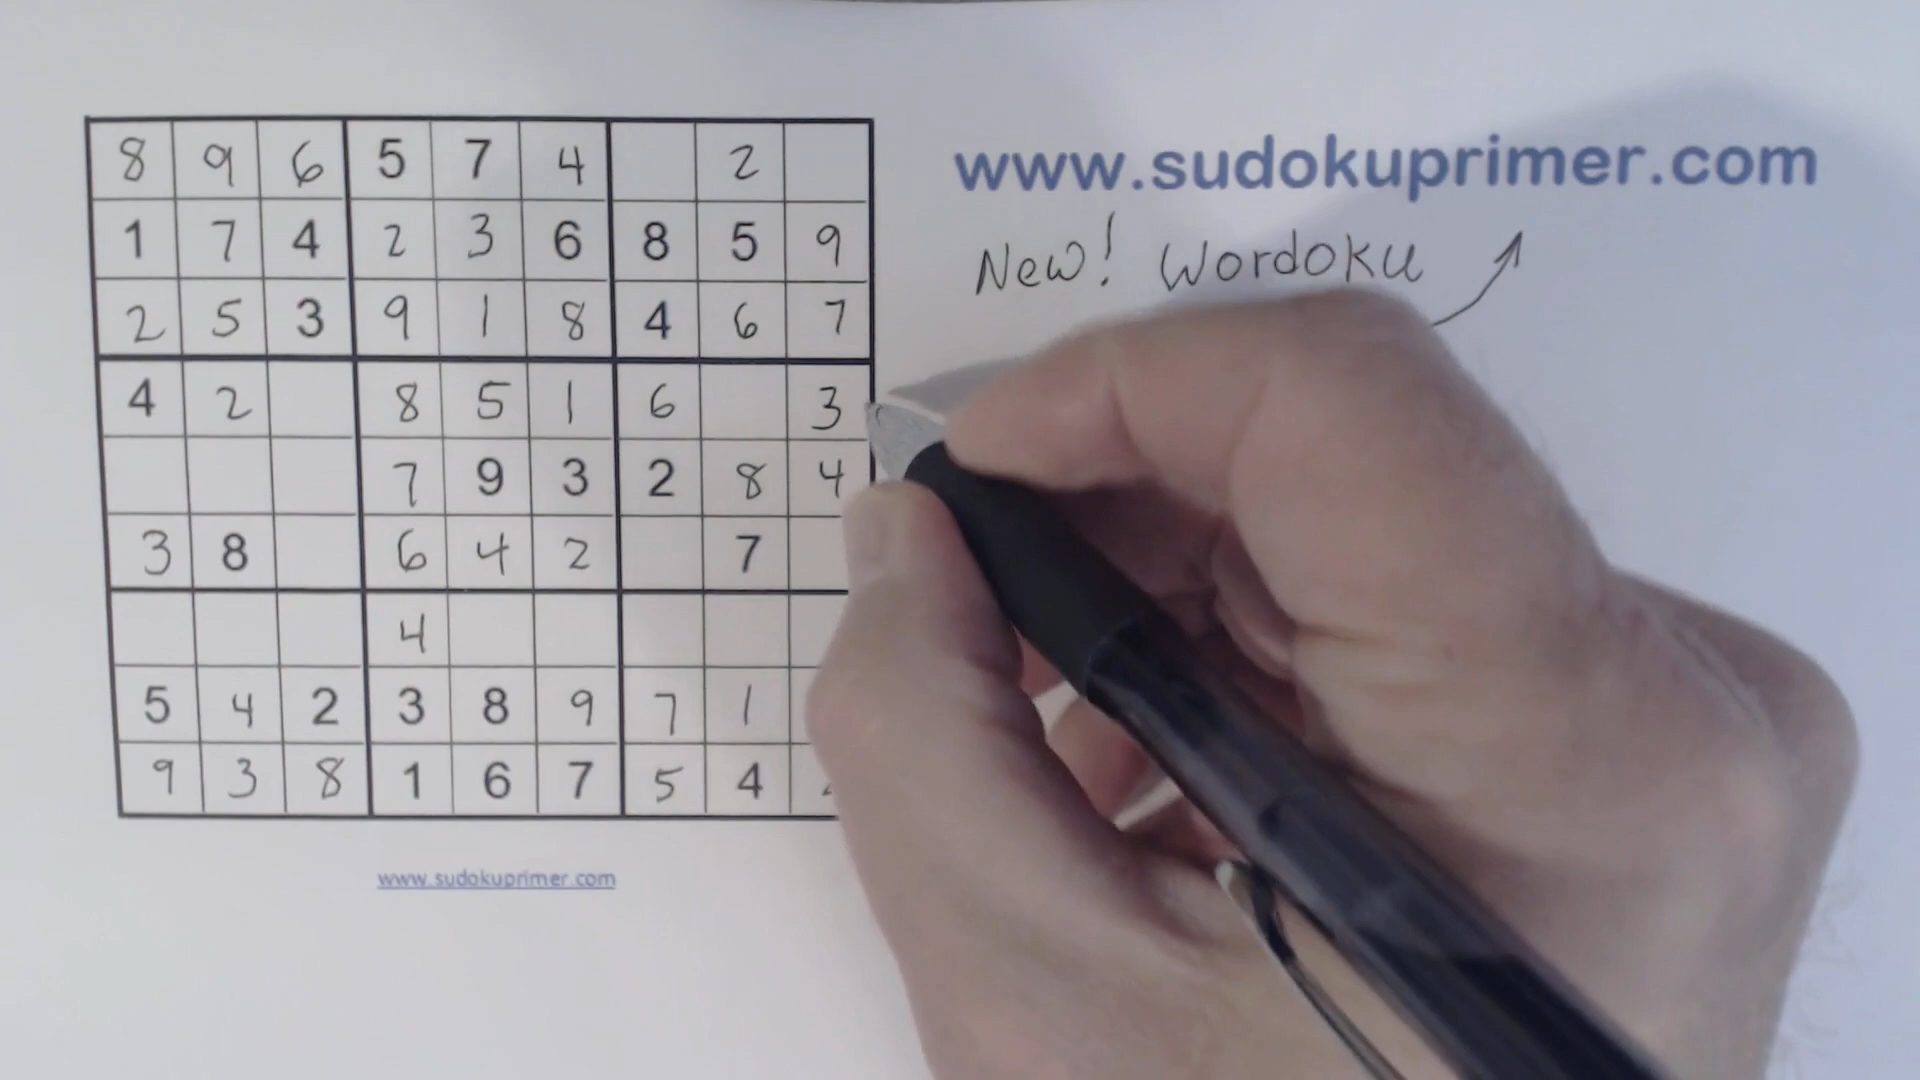 www.sudokuprimer.com
New! Wordoku
8 9 6 5 7 4 2
1 7 4 2 3 6 8 5 9
2 5 3 9 1 8 4 6 7
4 2 8 5 1 6 3
7 9 3 2 8 4
3 8 6 4 2 7
4
5 4 2 3 8 9 7 1
9 3 8 1 6 7 5 4
www.sudokuprimer.com